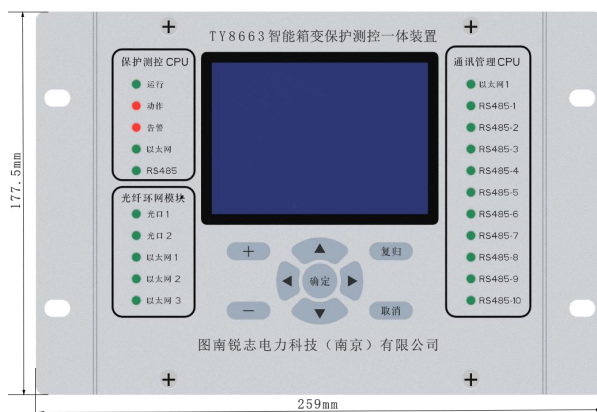 TY8663智能箱变保护测控一体装置
保护测控CPU
运行
动作
告警
以太网
RS485
光纤环网模块
光口1
光口2
以太网1
以太网2
以太网3
通讯管理CPU
以太网1
RS485-1
RS485-2
RS485-3
RS485-4
RS485-5
RS485-6
RS485-7
RS485-8
RS485-9
RS485-10
+
复归
确定
−
取消
图南锐志电力科技（南京）有限公司
177.5mm
259mm